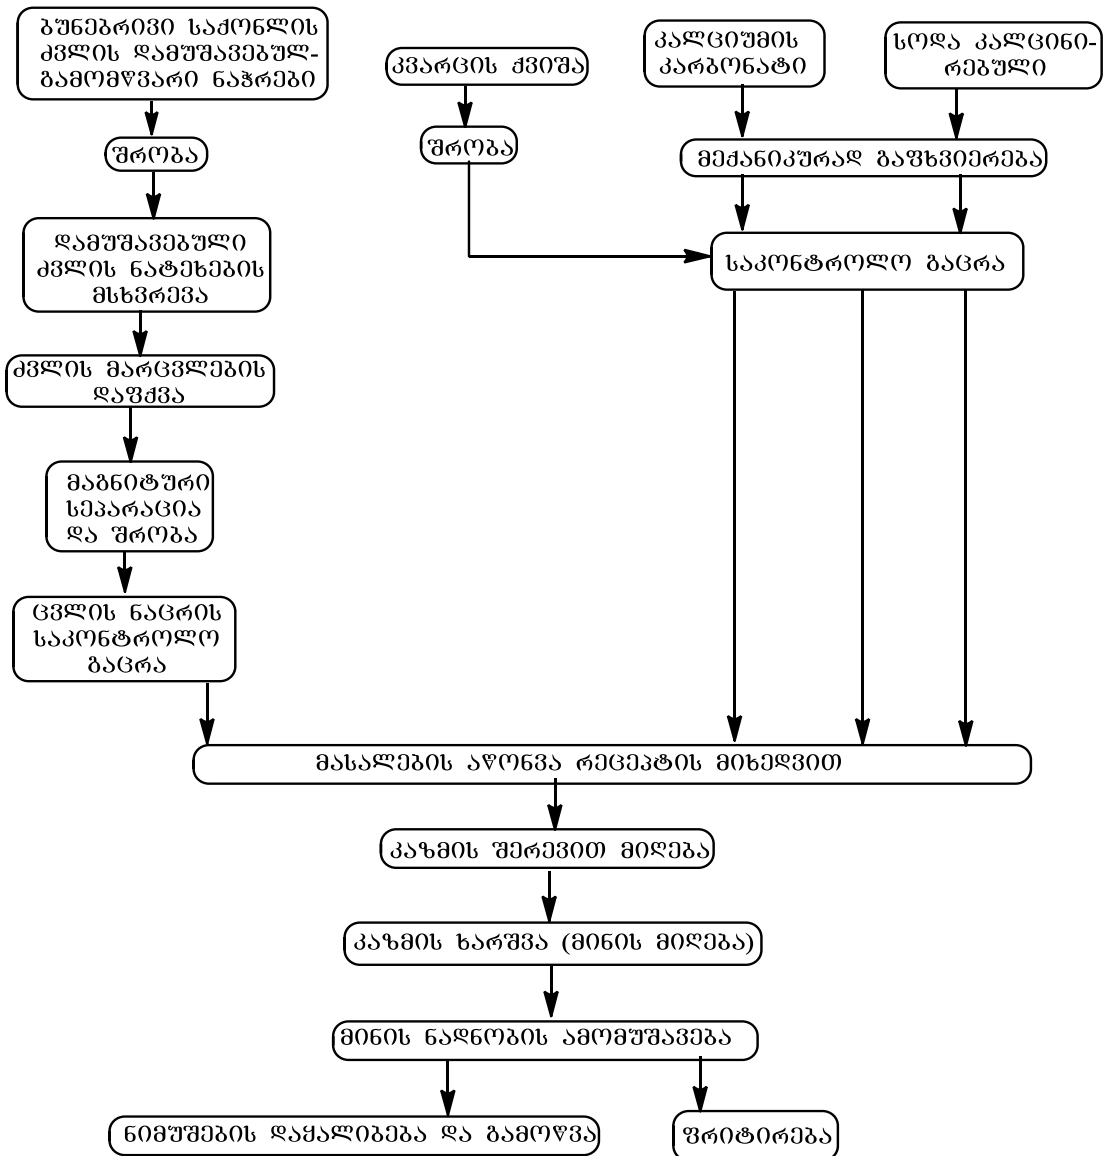 ბუნებრივი საქონლის
ძვლის დამუშავებულ-
გამომწვარი ნაჭრები
კვარცის ქვიშა
კალციუმის
კარბონატი
სოდა კალცინი-
რებული
შრობა
შრობა
მექანიკურად გაფხვიერება
დამუშავებული
ძვლის ნატეხების
მსხვრევა
საკონტროლო გაცრა
ძვლის მარცვლების
დაფქვა
მაგნიტური
სეპარაცია
და შრობა
ცვლის ნაცრის
საკონტროლო
გაცრა
მასალების აწონვა რეცეპტის მიხედვით
კაზმის შერევით მიღება
კაზმის ხარშვა (მინის მიღება)
მინის ნადნობის ამომუშავება
ნიმუშების დაყალიბება და გამოწვა
ფრიტირება